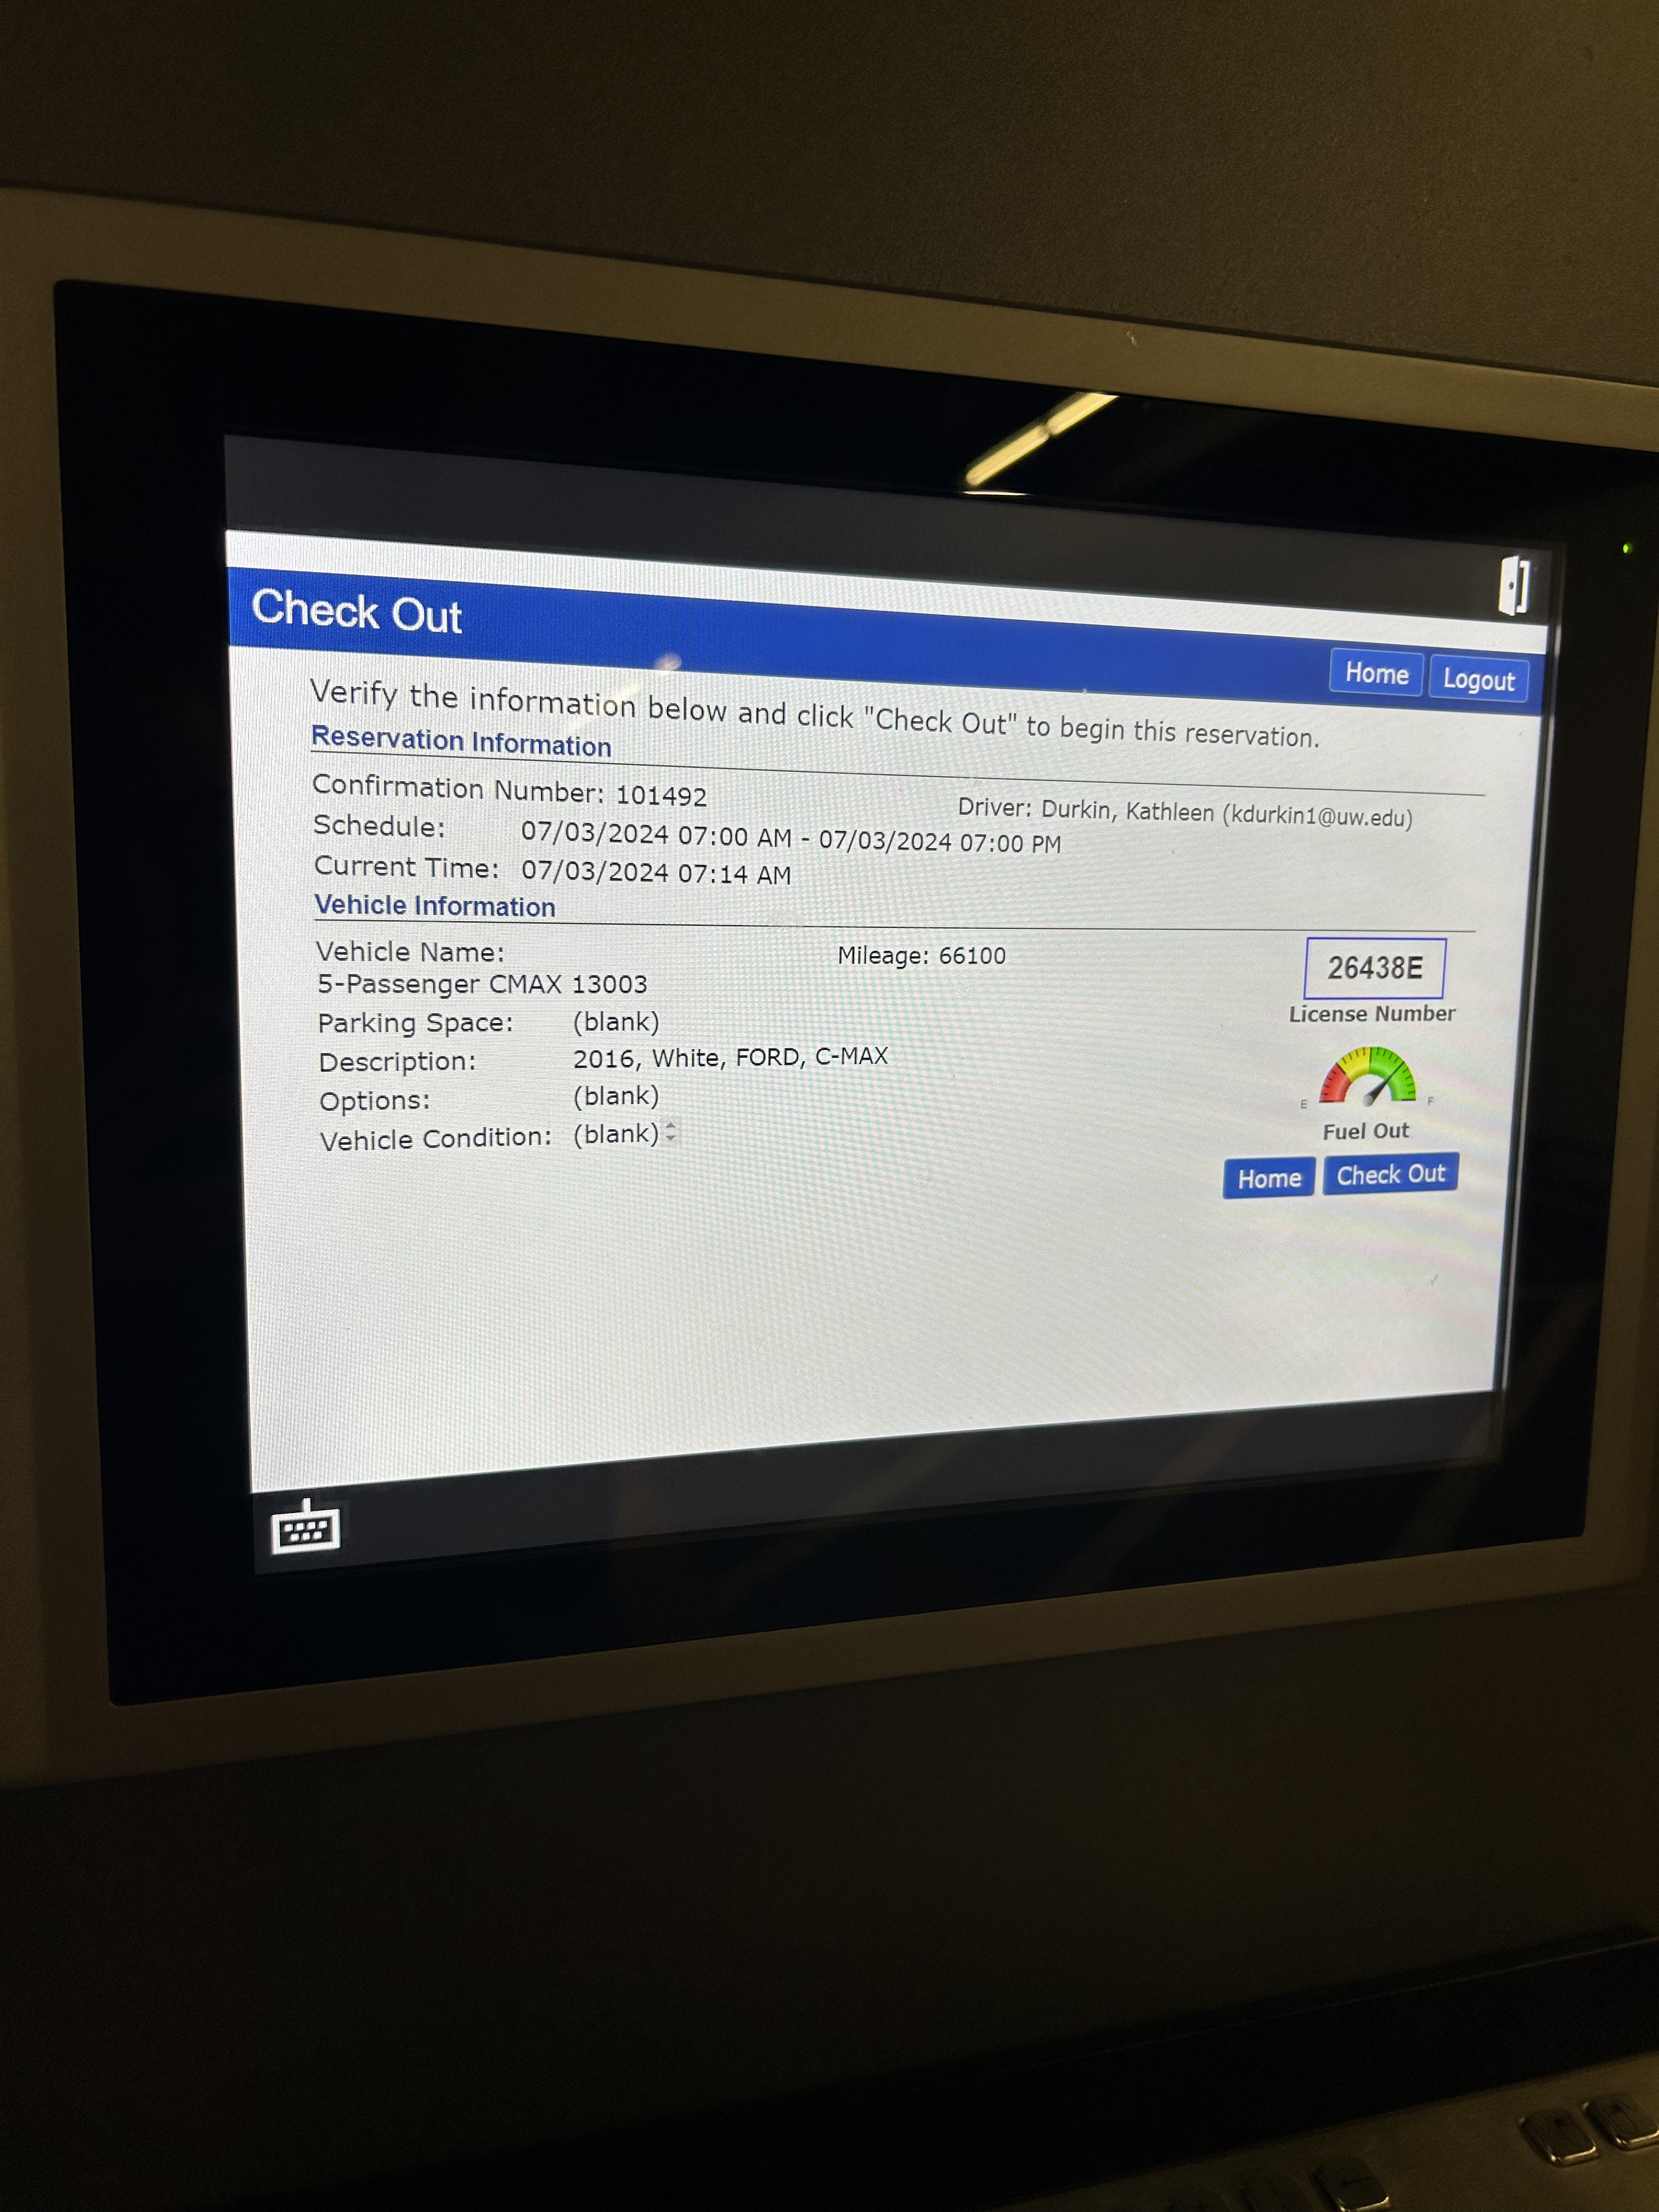 Check Out
Home Logout
Verify the information below and click "Check Out" to begin this reservation.
Reservation Information
Confirmation Number: 101492
Driver: Durkin, Kathleen (kdurkin1@uw.edu)
Schedule: 07/03/2024 07:00 AM - 07/03/2024 07:00 PM
Current Time: 07/03/2024 07:14 AM
Vehicle Information
Vehicle Name:
5-Passenger CMAX 13003
Mileage: 66100
26438E
License Number
Parking Space: (blank)
Description: 2016, White, FORD, C-MAX
Options: (blank)
Vehicle Condition: (blank)
E F
Fuel Out
Home Check Out